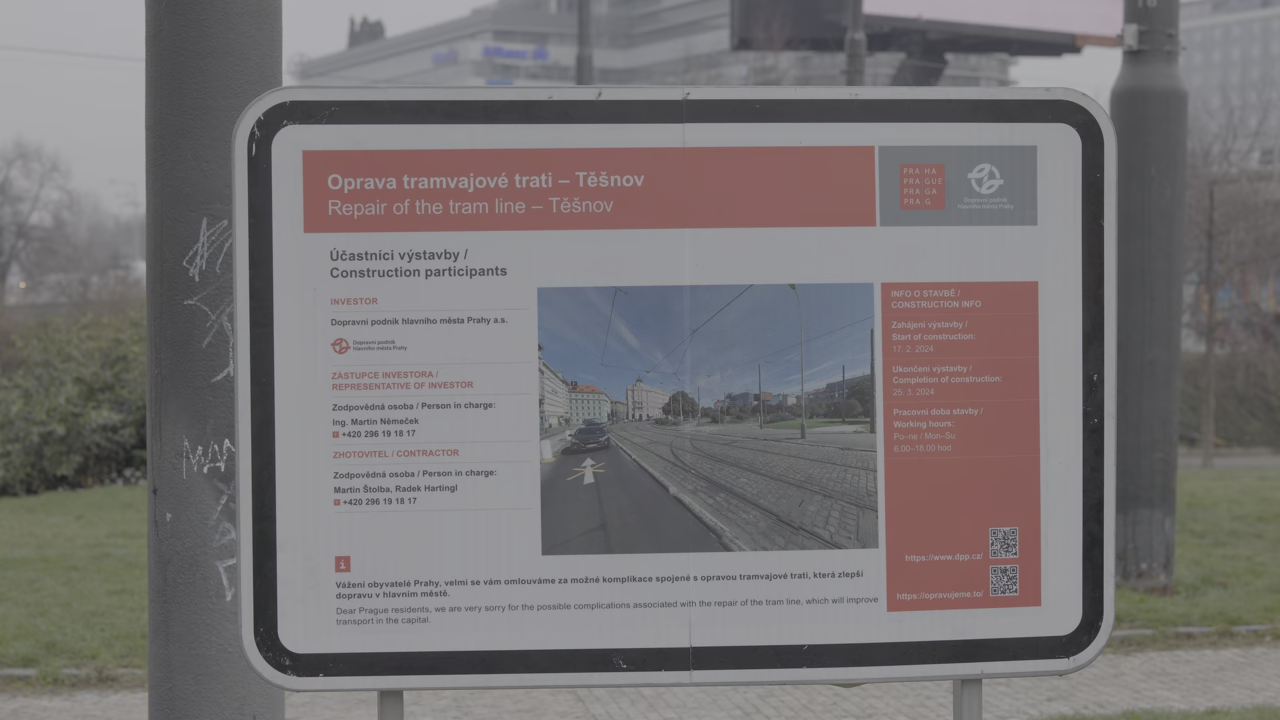 Oprava tramvajové trati – Těšnov
Repair of the tram line – Těšnov
PRA HA
PRA GUE
PRA GA
PRA G
Dopravní podnik
hlavního města Prahy
Účastníci výstavby /
Construction participants
INVESTOR
Dopravní podnik hlavního města Prahy a.s.
Dopravní podnik
hlavního města Prahy
ZÁSTUPCE INVESTORA /
REPRESENTATIVE OF INVESTOR
Zodpovědná osoba / Person in charge:
Ing. Martin Němeček
+420 296 19 18 17
ZHOTOVITEL / CONTRACTOR
Zodpovědná osoba / Person in charge:
Martin Štolba, Radek Hartingl
+420 296 19 18 17
INFO O STAVBĚ /
CONSTRUCTION INFO
Zahájení výstavby /
Start of construction:
17. 2. 2024
Ukončení výstavby /
Completion of construction:
25. 3. 2024
Pracovní doba stavby /
Working hours:
Po–ne / Mon–Su
6.00–18.00 hod
https://www.dpp.cz/
https://opravujeme.to/
i
Vážení obyvatelé Prahy, velmi se vám omlouváme za možné komplikace spojené s opravou tramvajové trati, která zlepší
dopravu v hlavním městě.
Dear Prague residents, we are very sorry for the possible complications associated with the repair of the tram line, which will improve
transport in the capital.